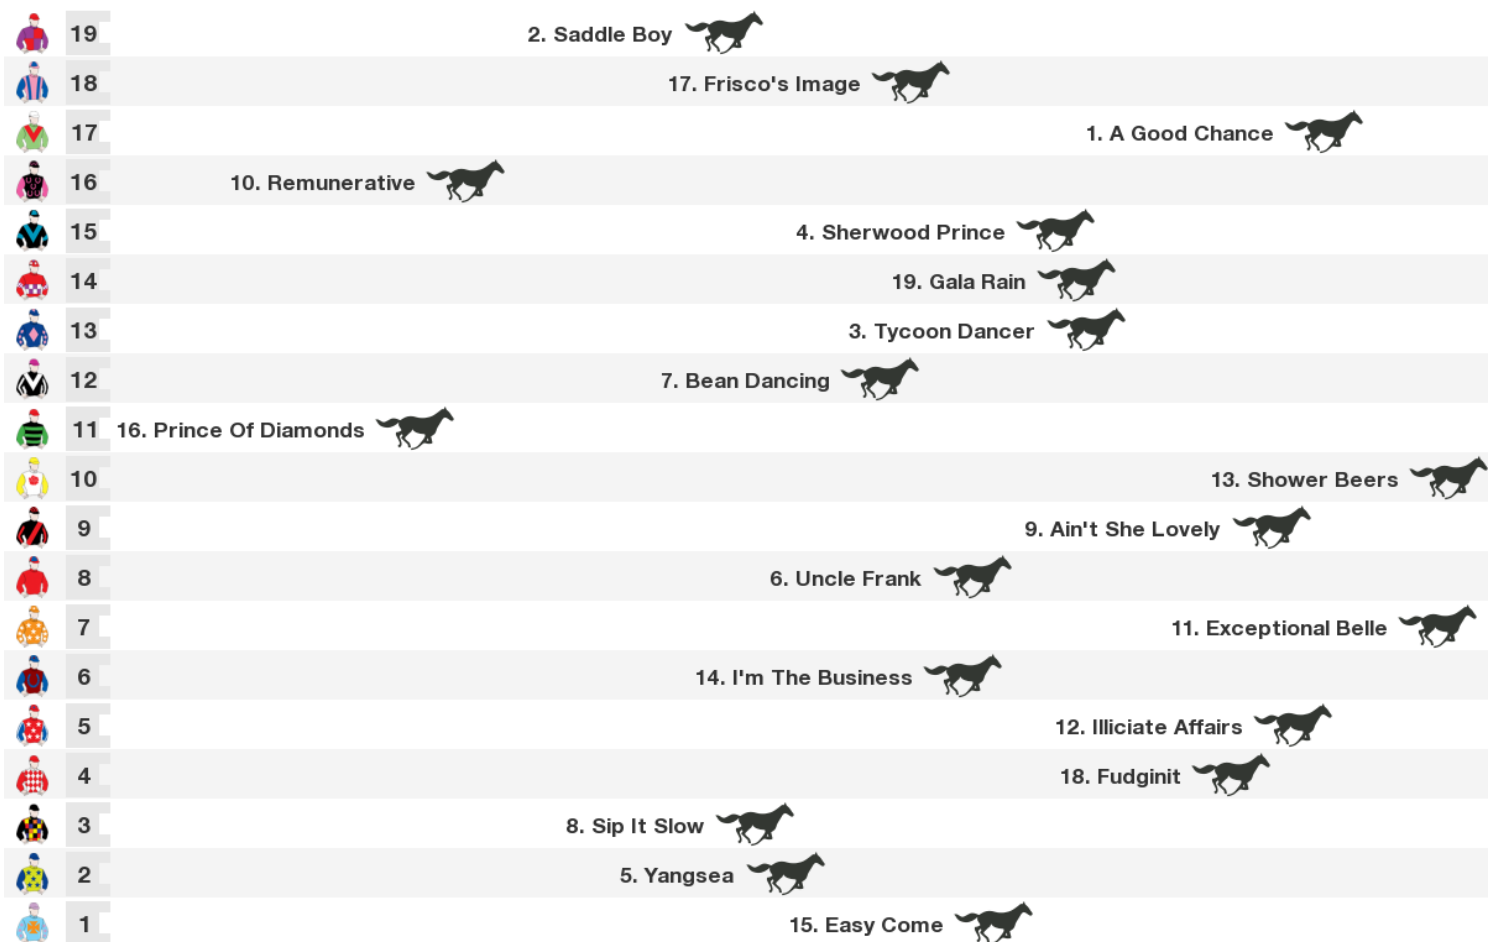 19 2. Saddle Boy
18 17. Frisco's Image
17 1. A Good Chance
16 10. Remunerative
15 4. Sherwood Prince
14 19. Gala Rain
13 3. Tycoon Dancer
12 7. Bean Dancing
11 16. Prince Of Diamonds
10 13. Shower Beers
9 9. Ain't She Lovely
8 6. Uncle Frank
7 11. Exceptional Belle
6 14. I'm The Business
5 12. Illiciate Affairs
4 18. Fudginit
3 8. Sip It Slow
2 5. Yangsea
1 15. Easy Come